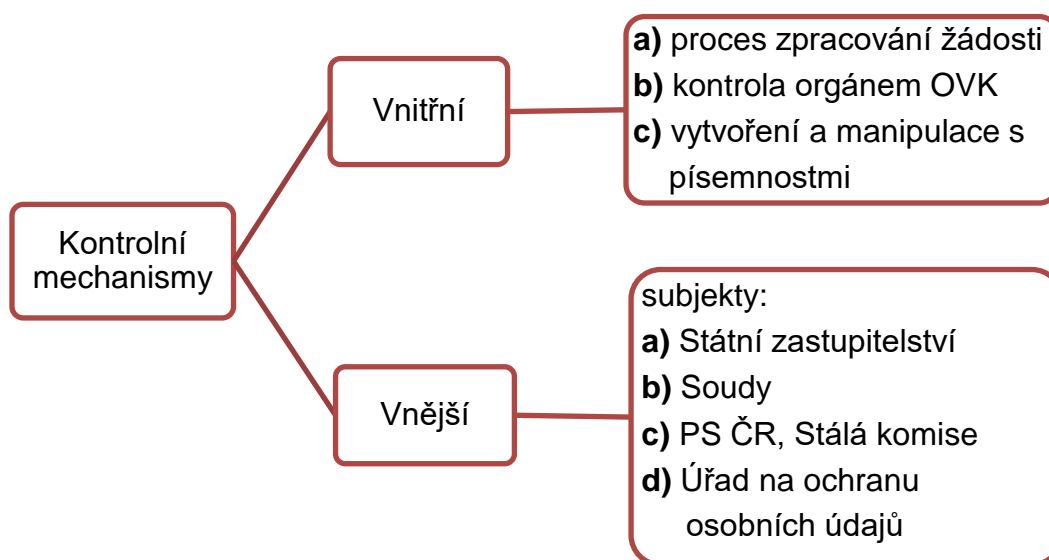 Kontrolní
mechanismy
Vnitřní
a) proces zpracování žádosti
b) kontrola orgánem OVK
c) vytvoření a manipulace s
písemnostmi
Vnější
subjekty:
a) Státní zastupitelství
b) Soudy
c) PS ČR, Stálá komise
d) Úřad na ochranu
osobních údajů